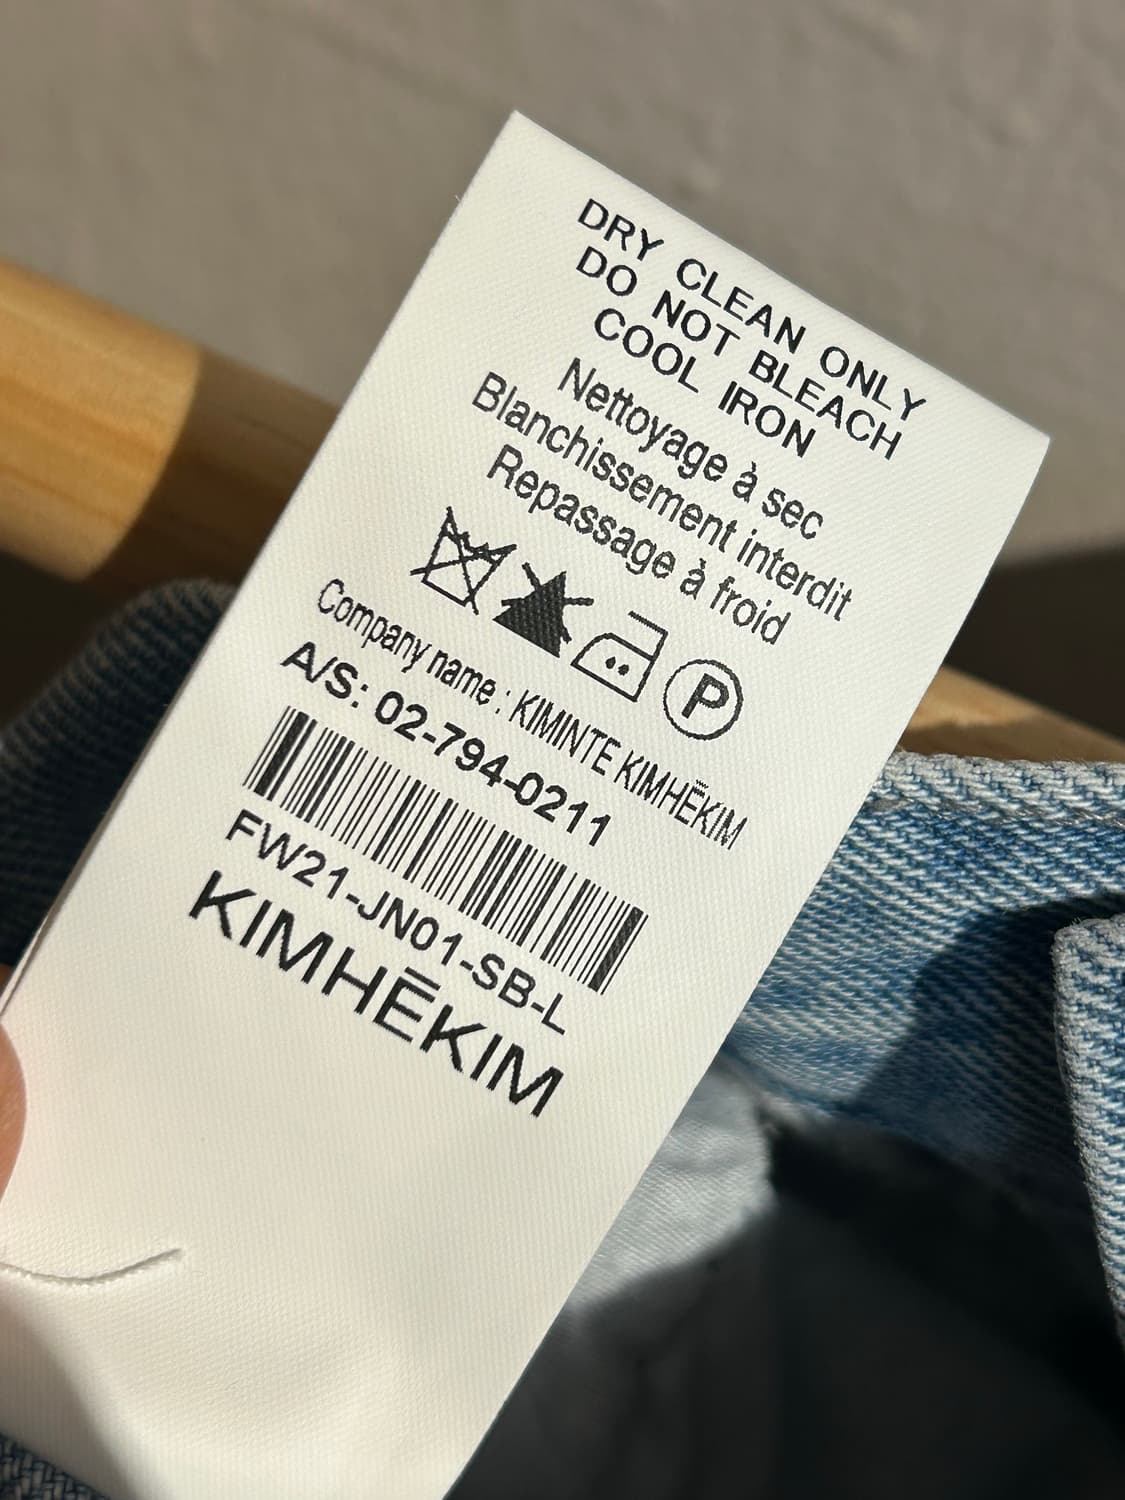 DRY CLEAN ONLY
DO NOT BLEACH
COOL IRON
Nettoyage à sec
Blanchissement interdit
Repassage à froid
P
Company name : KIMINTE KIMHĒKIM
A/S: 02-794-0211
FW21-JN01-SB-L
KIMHĒKIM